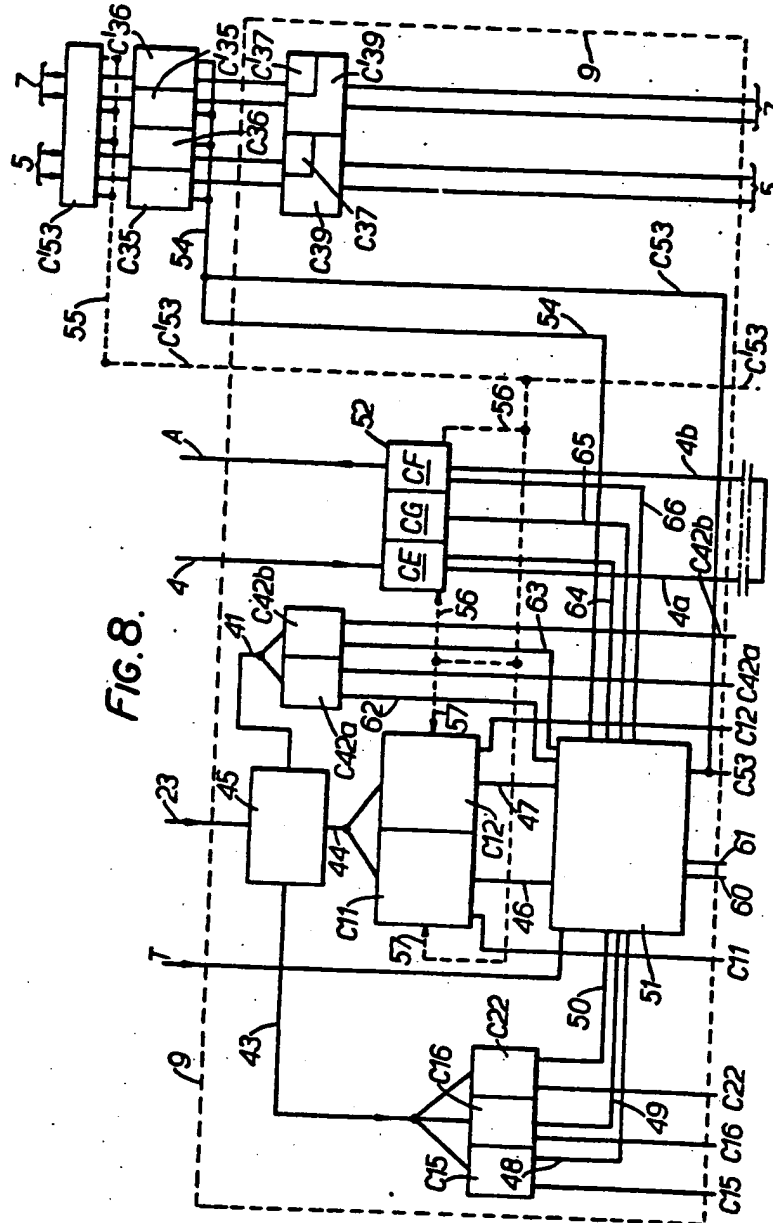 FIG. 8.
5
7
C'53
C'36
C'35
C36
C35
54
55
C'53
C'37
C'39
C37
C39
9
7
5
C53
54
C'53
A
4
52
CF
CG
CE
56
56
65
66
64
4b
4a
C42b
41
C42b
C42a
63
62
C42a
23
45
44
57
C12
C11
57
47
46
C12
C53
61
60
51
C11
T
43
9
C22
C16
C15
50
49
48
C22
C16
C15